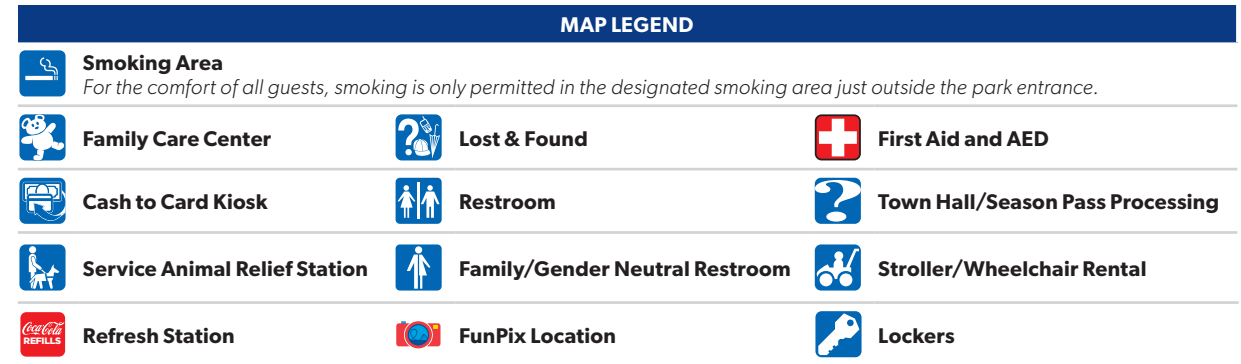 MAP LEGEND
Smoking Area
For the comfort of all guests, smoking is only permitted in the designated smoking area just outside the park entrance.
Family Care Center
Lost & Found
First Aid and AED
Cash to Card Kiosk
Restroom
Town Hall/Season Pass Processing
Service Animal Relief Station
Family/Gender Neutral Restroom
Stroller/Wheelchair Rental
Coca-Cola
REFILLS
Refresh Station
FunPix Location
Lockers